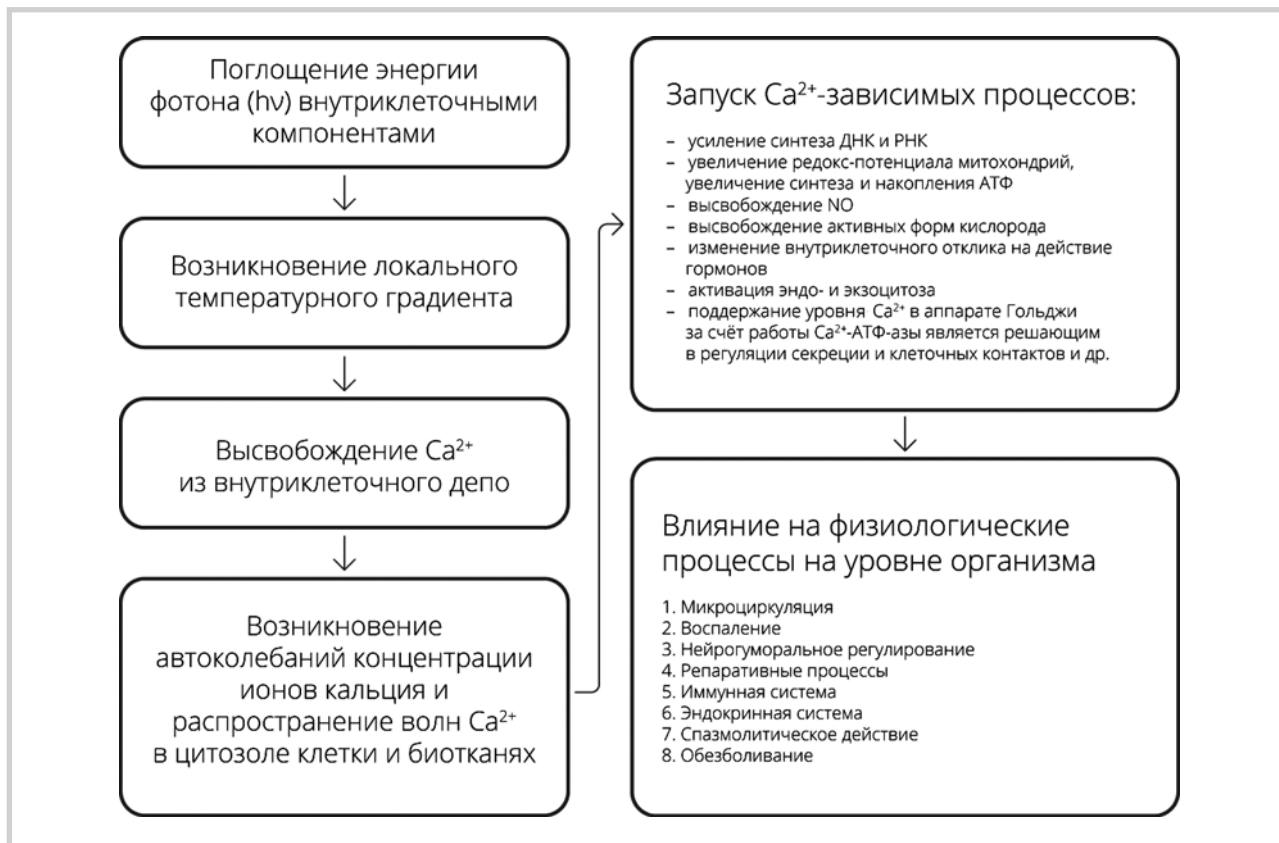 Поглощение энергии
фотона (hν) внутриклеточными
компонентами
Возникновение локального
температурного градиента
Высвобождение Ca²⁺
из внутриклеточного депо
Возникновение
автоколебаний концентрации
ионов кальция и
распространение волн Ca²⁺
в цитозоле клетки и биотканях
Запуск Ca²⁺-зависимых процессов:
– усиление синтеза ДНК и РНК
– увеличение редокс-потенциала митохондрий,
увеличение синтеза и накопления АТФ
– высвобождение NO
– высвобождение активных форм кислорода
– изменение внутриклеточного отклика на действие
гормонов
– активация эндо- и экзоцитоза
– поддержание уровня Ca²⁺ в аппарате Гольджи
за счёт работы Ca²⁺-АТФ-азы является решающим
в регуляции секреции и клеточных контактов и др.
Влияние на физиологические
процессы на уровне организма
1. Микроциркуляция
2. Воспаление
3. Нейрогуморальное регулирование
4. Репаративные процессы
5. Иммунная система
6. Эндокринная система
7. Спазмолитическое действие
8. Обезболивание